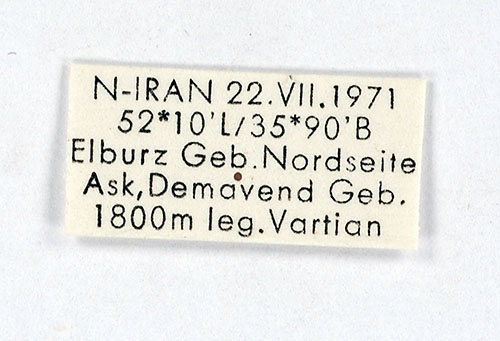 N-IRAN 22.VII.1971
52*10'L/35*90'B
Elburz Geb.Nordseite
Ask,Demavend Geb.
1800m leg.Vartian